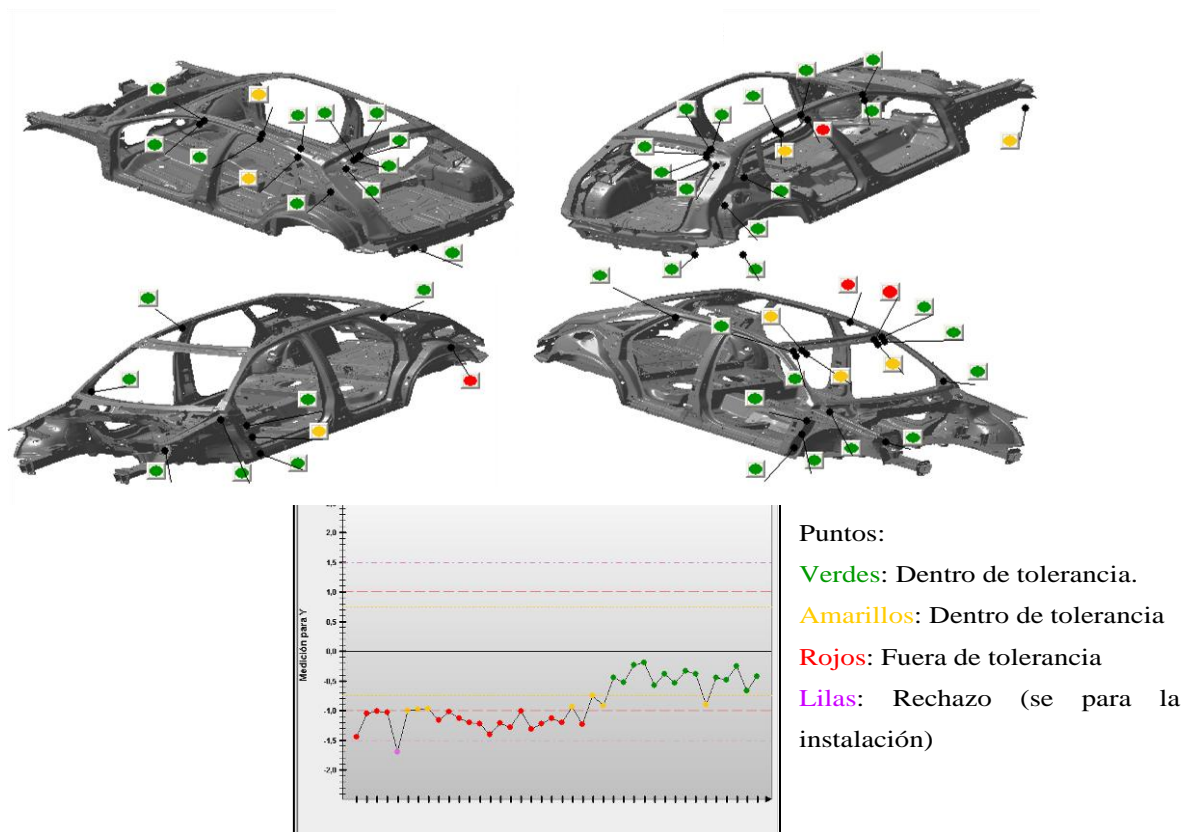 2,0
1,5
1,0
0,5
0,0
-0,5
-1,0
-1,5
-2,0
Medición para Y
Puntos:
Verdes: Dentro de tolerancia.
Amarillos: Dentro de tolerancia
Rojos: Fuera de tolerancia
Lilas: Rechazo (se para la
instalación)